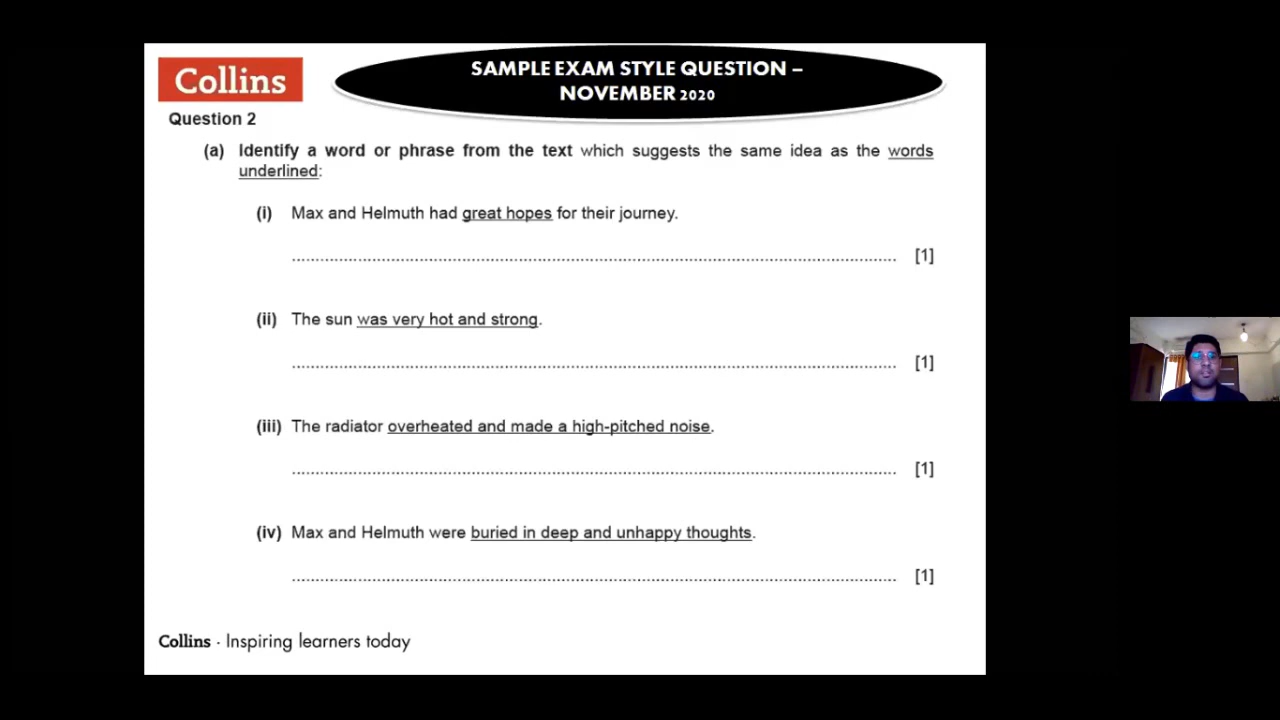 Collins
SAMPLE EXAM STYLE QUESTION –
NOVEMBER 2020
Question 2
(a) Identify a word or phrase from the text which suggests the same idea as the words
underlined:
(i) Max and Helmuth had great hopes for their journey.
[1]
(ii) The sun was very hot and strong.
[1]
(iii) The radiator overheated and made a high-pitched noise.
[1]
(iv) Max and Helmuth were buried in deep and unhappy thoughts.
[1]
Collins · Inspiring learners today